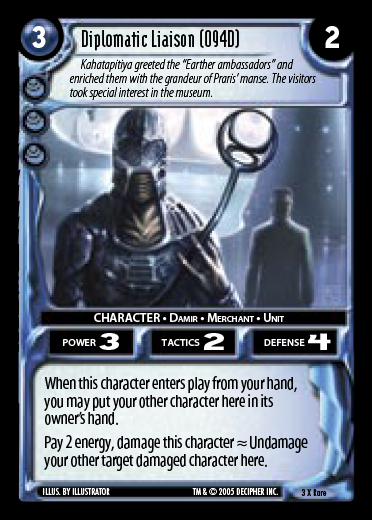 3
Diplomatic Liaison (094D)
2
Kahatapitiya greeted the "Earther ambassadors" and
enriched them with the grandeur of Praris' manse. The visitors
took special interest in the museum.
CHARACTER • DAMIR • MERCHANT • UNIT
POWER 3
TACTICS 2
DEFENSE 4
When this character enters play from your hand,
you may put your other character here in its
owner's hand.
Pay 2 energy, damage this character ≈ Undamage
your other target damaged character here.
ILLUS. BY ILLUSTRATOR
TM & © 2005 DECIPHER INC.
3 X Rare